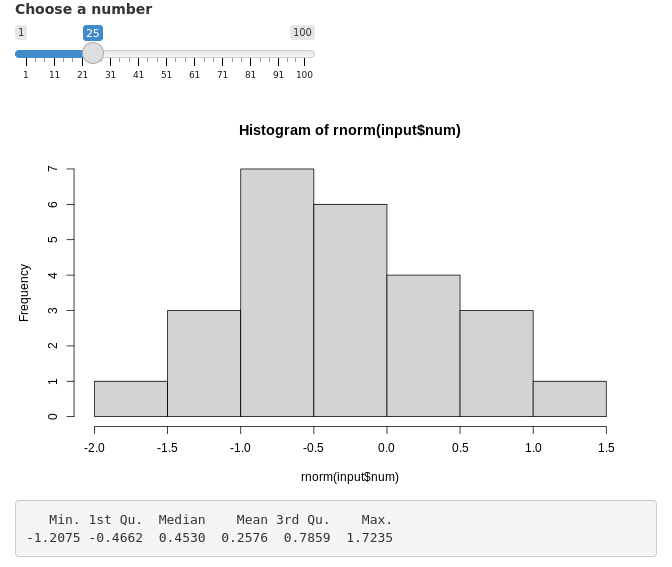 Choose a number
1 25 100
1 11 21 31 41 51 61 71 81 91 100
Histogram of rnorm(input$num)
7
6
5
4
3
2
1
0
Frequency
-2.0 -1.5 -1.0 -0.5 0.0 0.5 1.0 1.5
rnorm(input$num)
Min. 1st Qu. Median Mean 3rd Qu. Max.
-1.2075 -0.4662 0.4530 0.2576 0.7859 1.7235